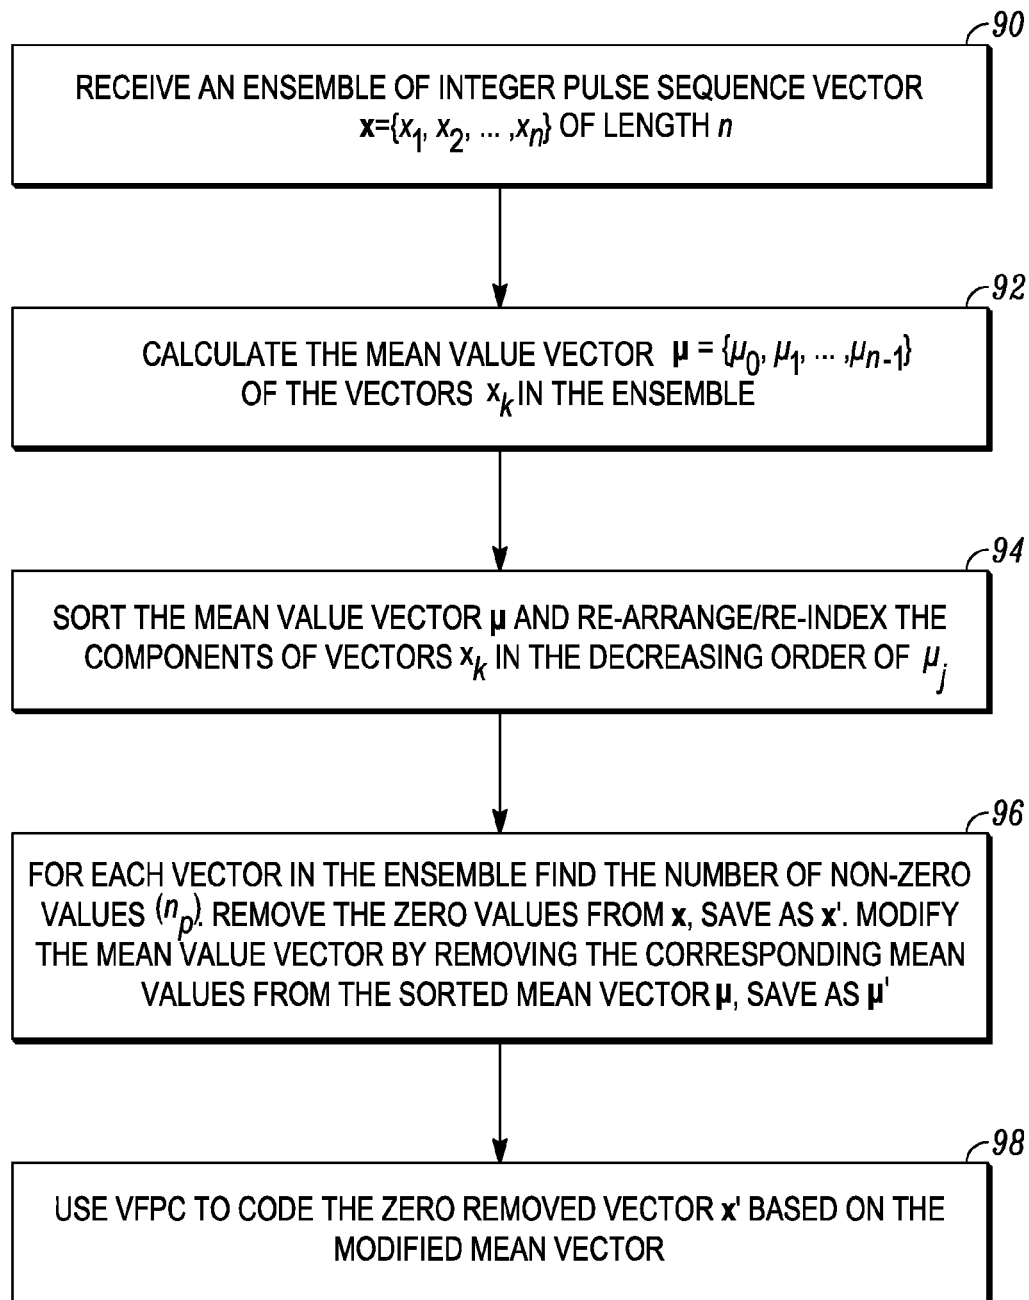 90
RECEIVE AN ENSEMBLE OF INTEGER PULSE SEQUENCE VECTOR
x={x1, x2, ... ,xn} OF LENGTH n
92
CALCULATE THE MEAN VALUE VECTOR μ = {μ0, μ1, ... ,μn-1}
OF THE VECTORS xk IN THE ENSEMBLE
94
SORT THE MEAN VALUE VECTOR μ AND RE-ARRANGE/RE-INDEX THE
COMPONENTS OF VECTORS xk IN THE DECREASING ORDER OF μj
96
FOR EACH VECTOR IN THE ENSEMBLE FIND THE NUMBER OF NON-ZERO
VALUES (np). REMOVE THE ZERO VALUES FROM x, SAVE AS x'. MODIFY
THE MEAN VALUE VECTOR BY REMOVING THE CORRESPONDING MEAN
VALUES FROM THE SORTED MEAN VECTOR μ, SAVE AS μ'
98
USE VFPC TO CODE THE ZERO REMOVED VECTOR x' BASED ON THE
MODIFIED MEAN VECTOR